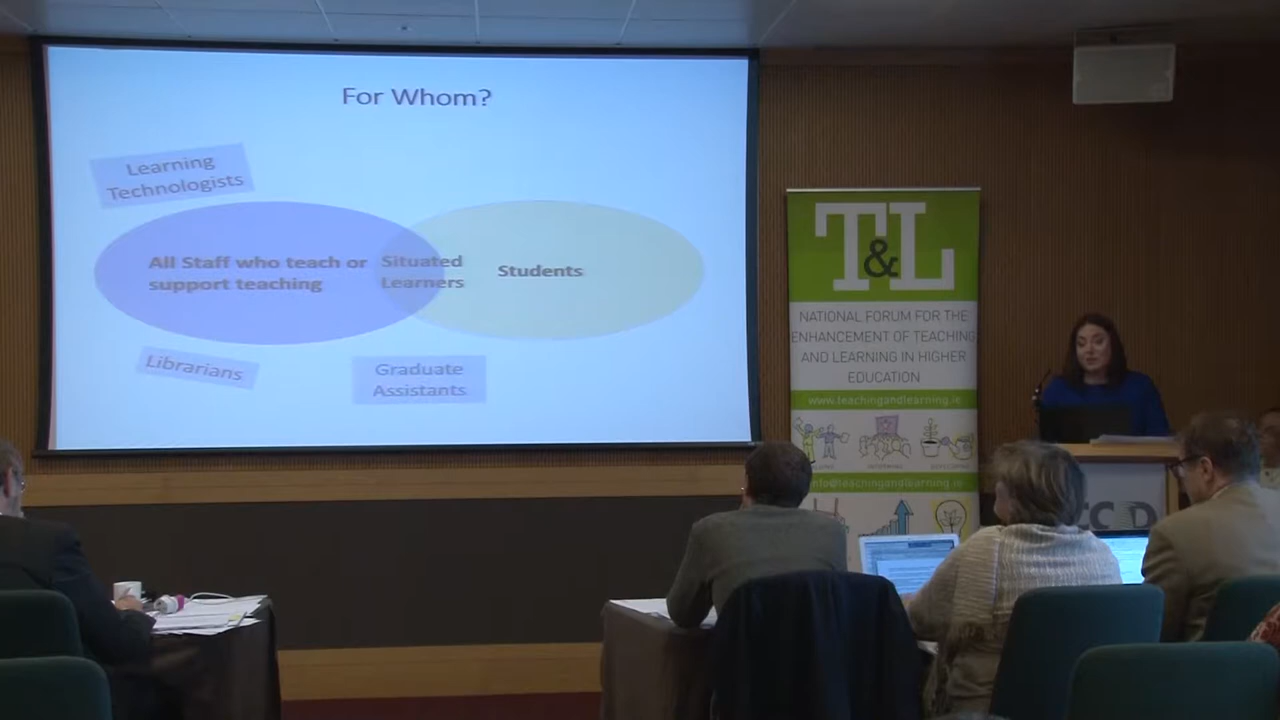 For Whom?
Learning
Technologists
All Staff who teach or
support teaching
Situated
Learners
Students
Librarians
Graduate
Assistants
T&L
NATIONAL FORUM FOR THE
ENHANCEMENT OF TEACHING
AND LEARNING IN HIGHER
EDUCATION
www.teachingandlearning.ie
info@teachingandlearning.ie